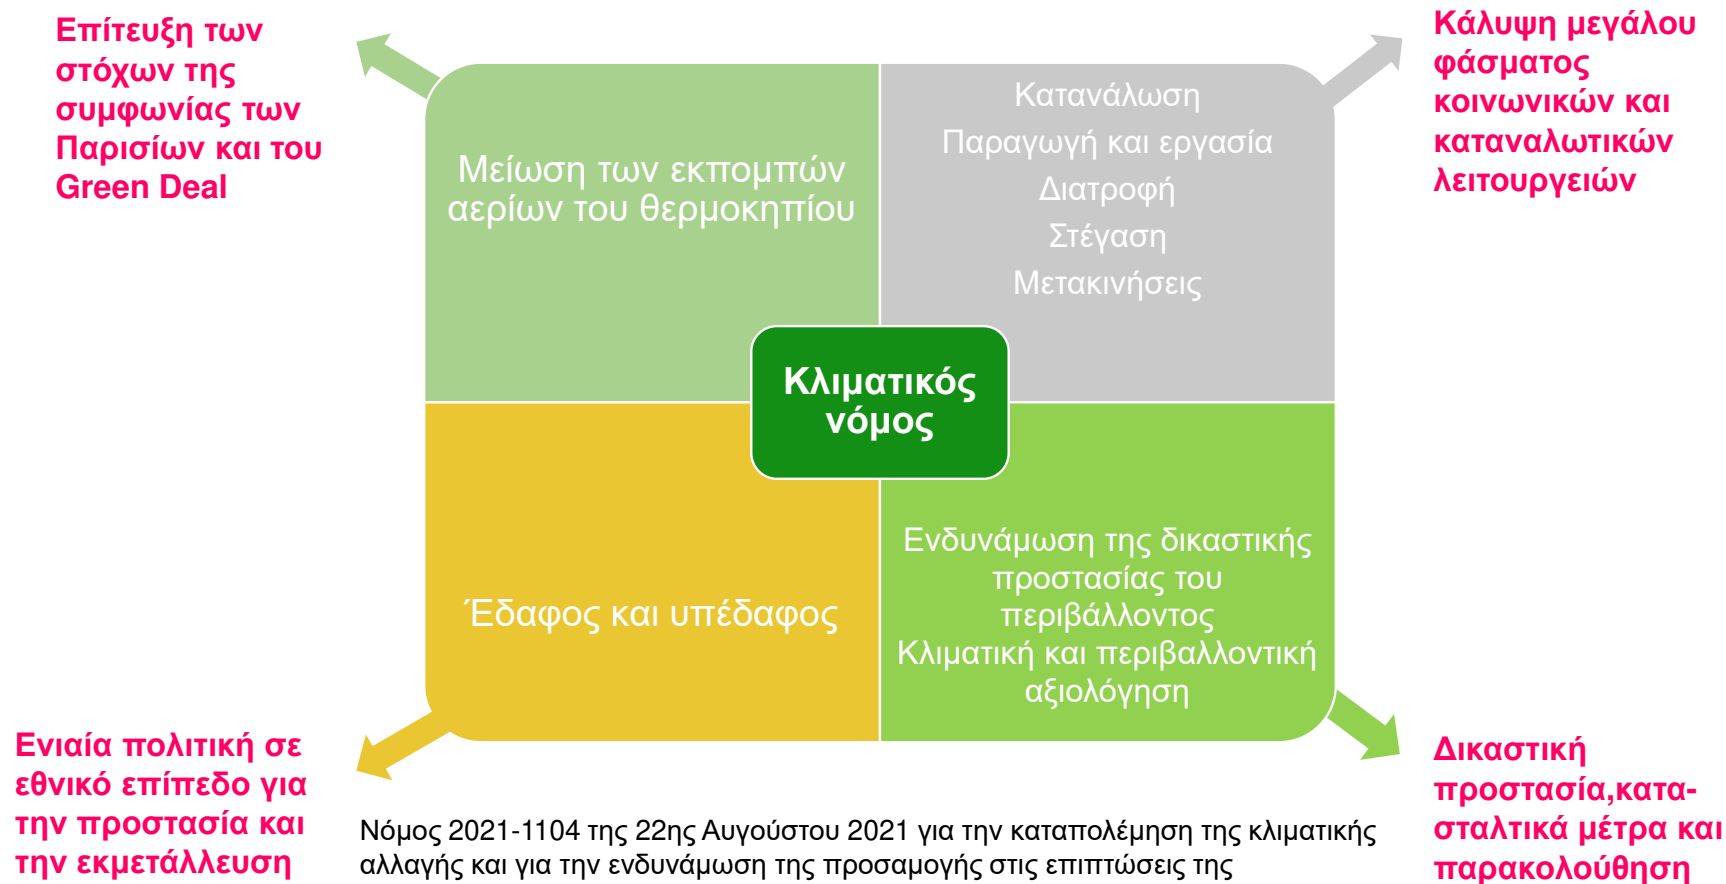 Επίτευξη των
στόχων της
συμφωνίας των
Παρισίων και του
Green Deal
Κάλυψη μεγάλου
φάσματος
κοινωνικών και
καταναλωτικών
λειτουργειών
Μείωση των εκπομπών
αερίων του θερμοκηπίου
Κατανάλωση
Παραγωγή και εργασία
Διατροφή
Στέγαση
Μετακινήσεις
Κλιματικός
νόμος
Έδαφος και υπέδαφος
Ενδυνάμωση της δικαστικής
προστασίας του
περιβάλλοντος
Κλιματική και περιβαλλοντική
αξιολόγηση
Ενιαία πολιτική σε
εθνικό επίπεδο για
την προστασία και
την εκμετάλλευση
Δικαστική
προστασία,κατα-
σταλτικά μέτρα και
παρακολούθηση
Νόμος 2021-1104 της 22ης Αυγούστου 2021 για την καταπολέμηση της κλιματικής
αλλαγής και για την ενδυνάμωση της προσαμογής στις επιπτώσεις της